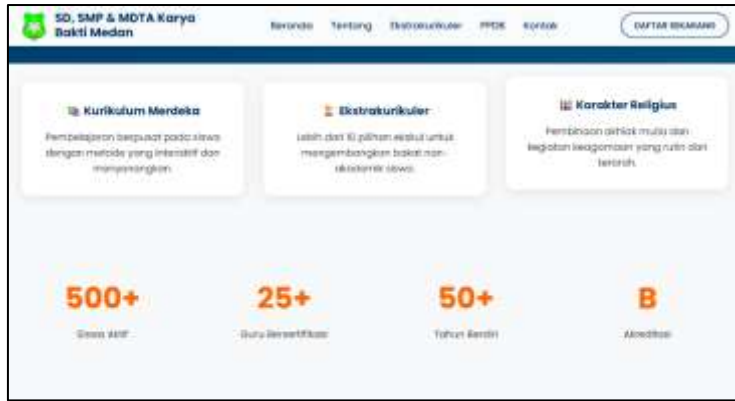 SD, SMP & MDTA Karya
Bakti Medan
Beranda Tentang Ekstrakurikuler PPDB Kontak DAFTAR SEKARANG
Kurikulum Merdeka
Pembelajaran berpusat pada siswa
dengan metode yang interaktif dan
menyenangkan.
Ekstrakurikuler
Lebih dari 10 pilihan ekskul untuk
mengembangkan bakat non-
akademik siswa.
Karakter Religius
Pembinaan akhlak mulia dan
kegiatan keagamaan yang rutin dan
terarah.
500+
Siswa Aktif
25+
Guru Bersertifikasi
50+
Tahun Berdiri
B
Akreditasi